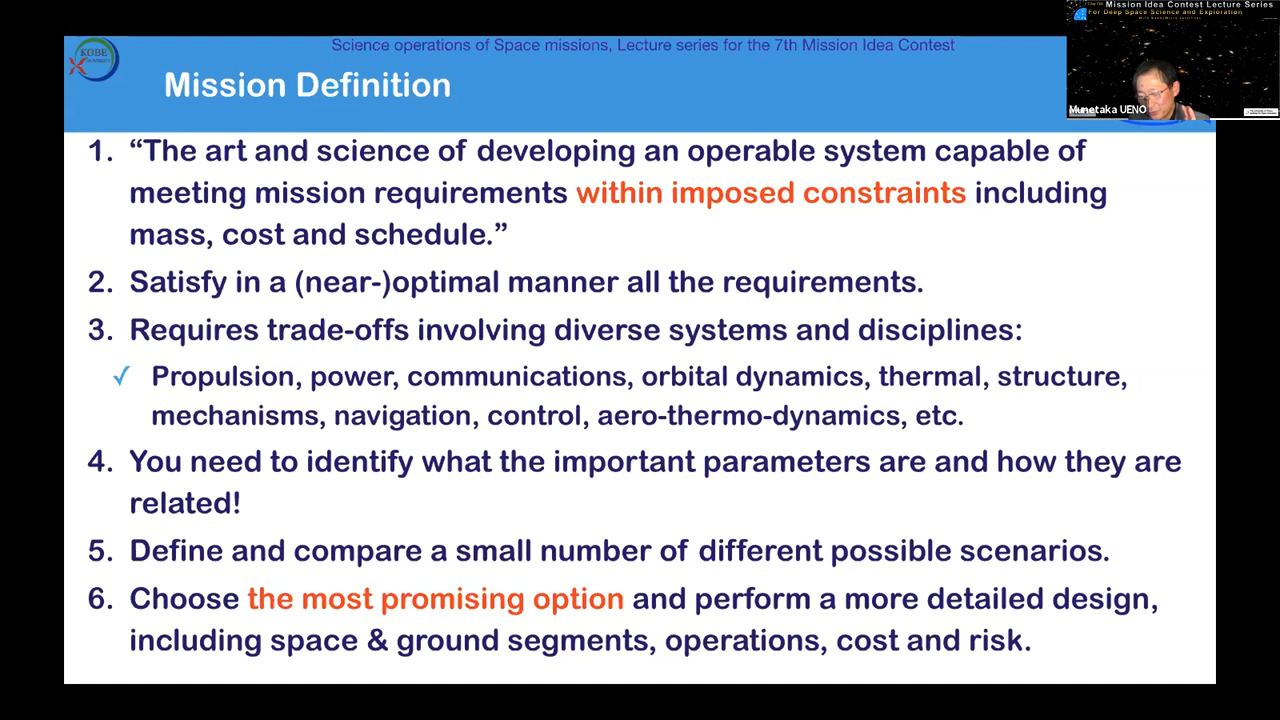 Science operations of Space missions, Lecture series for the 7th Mission Idea Contest
Mission Idea Contest Lecture Series
For Deep Space Science and Exploration
KOBE
Mission Definition
Munetaka UENO
1. “The art and science of developing an operable system capable of
meeting mission requirements within imposed constraints including
mass, cost and schedule.”
2. Satisfy in a (near-)optimal manner all the requirements.
3. Requires trade-offs involving diverse systems and disciplines:
✓ Propulsion, power, communications, orbital dynamics, thermal, structure,
mechanisms, navigation, control, aero-thermo-dynamics, etc.
4. You need to identify what the important parameters are and how they are
related!
5. Define and compare a small number of different possible scenarios.
6. Choose the most promising option and perform a more detailed design,
including space & ground segments, operations, cost and risk.